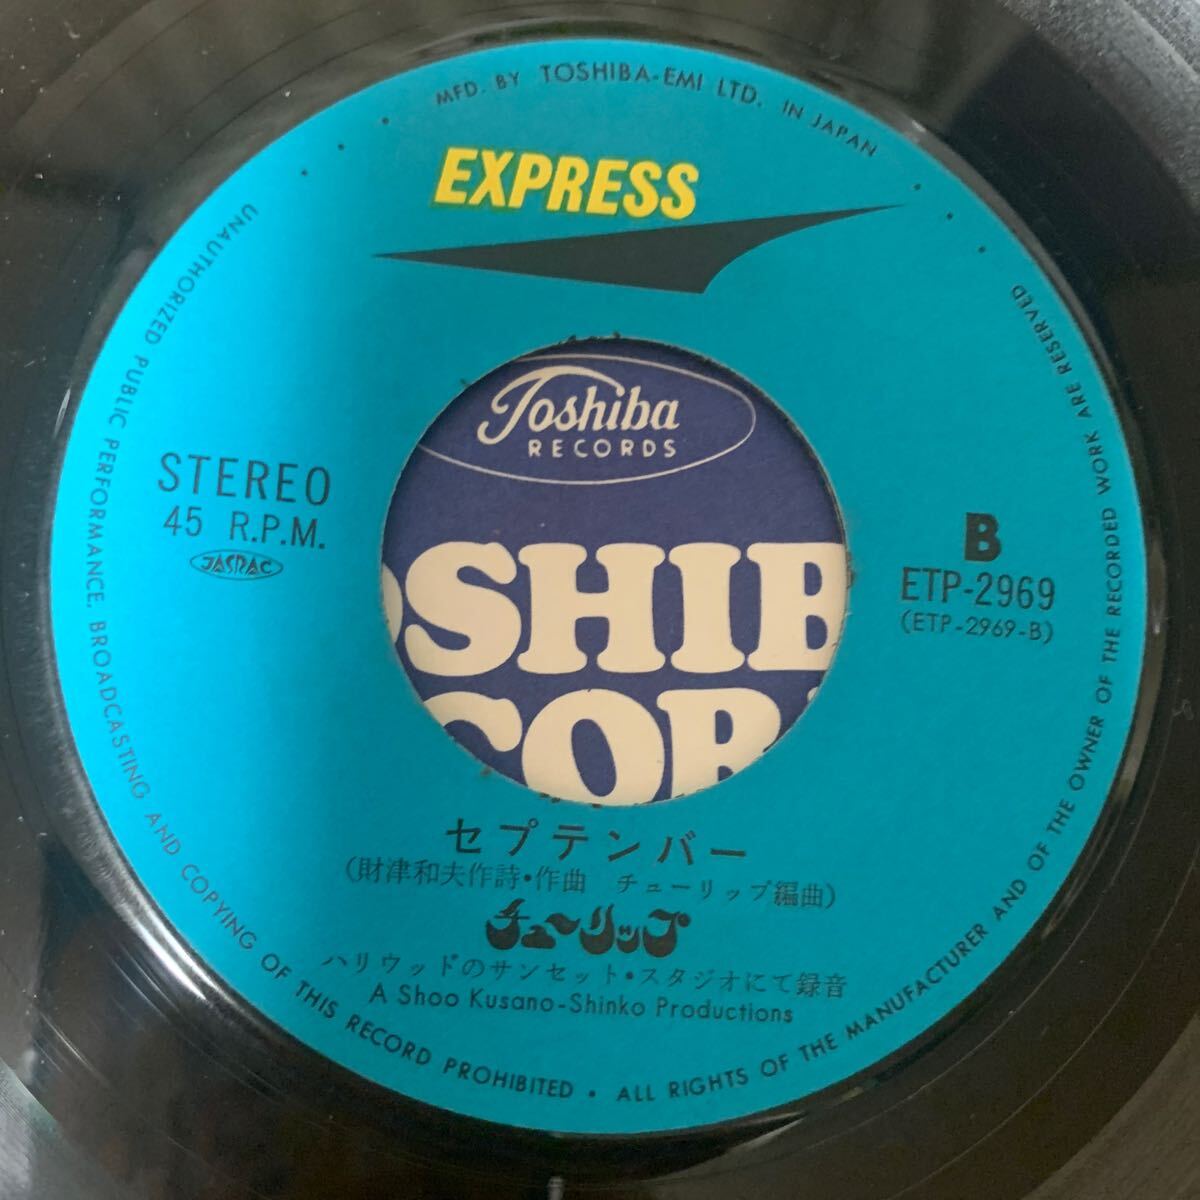 MFD. BY TOSHIBA-EMI LTD. IN JAPAN
EXPRESS
Toshiba
RECORDS
STEREO
45 R.P.M.
JASRAC
B
ETP-2969
(ETP-2969-B)
OSHIB
CORD
セプテンバー
(財津和夫作詩・作曲 チューリップ編曲)
チューリップ
ハリウッドのサンセット・スタジオにて録音
A Shoo Kusano-Shinko Productions
UNAUTHORIZED PUBLIC PERFORMANCE. BROADCASTING AND COPYING OF THIS RECORD PROHIBITED • ALL RIGHTS OF THE MANUFACTURER AND OF THE OWNER OF THE RECORDED WORK ARE RESERVED